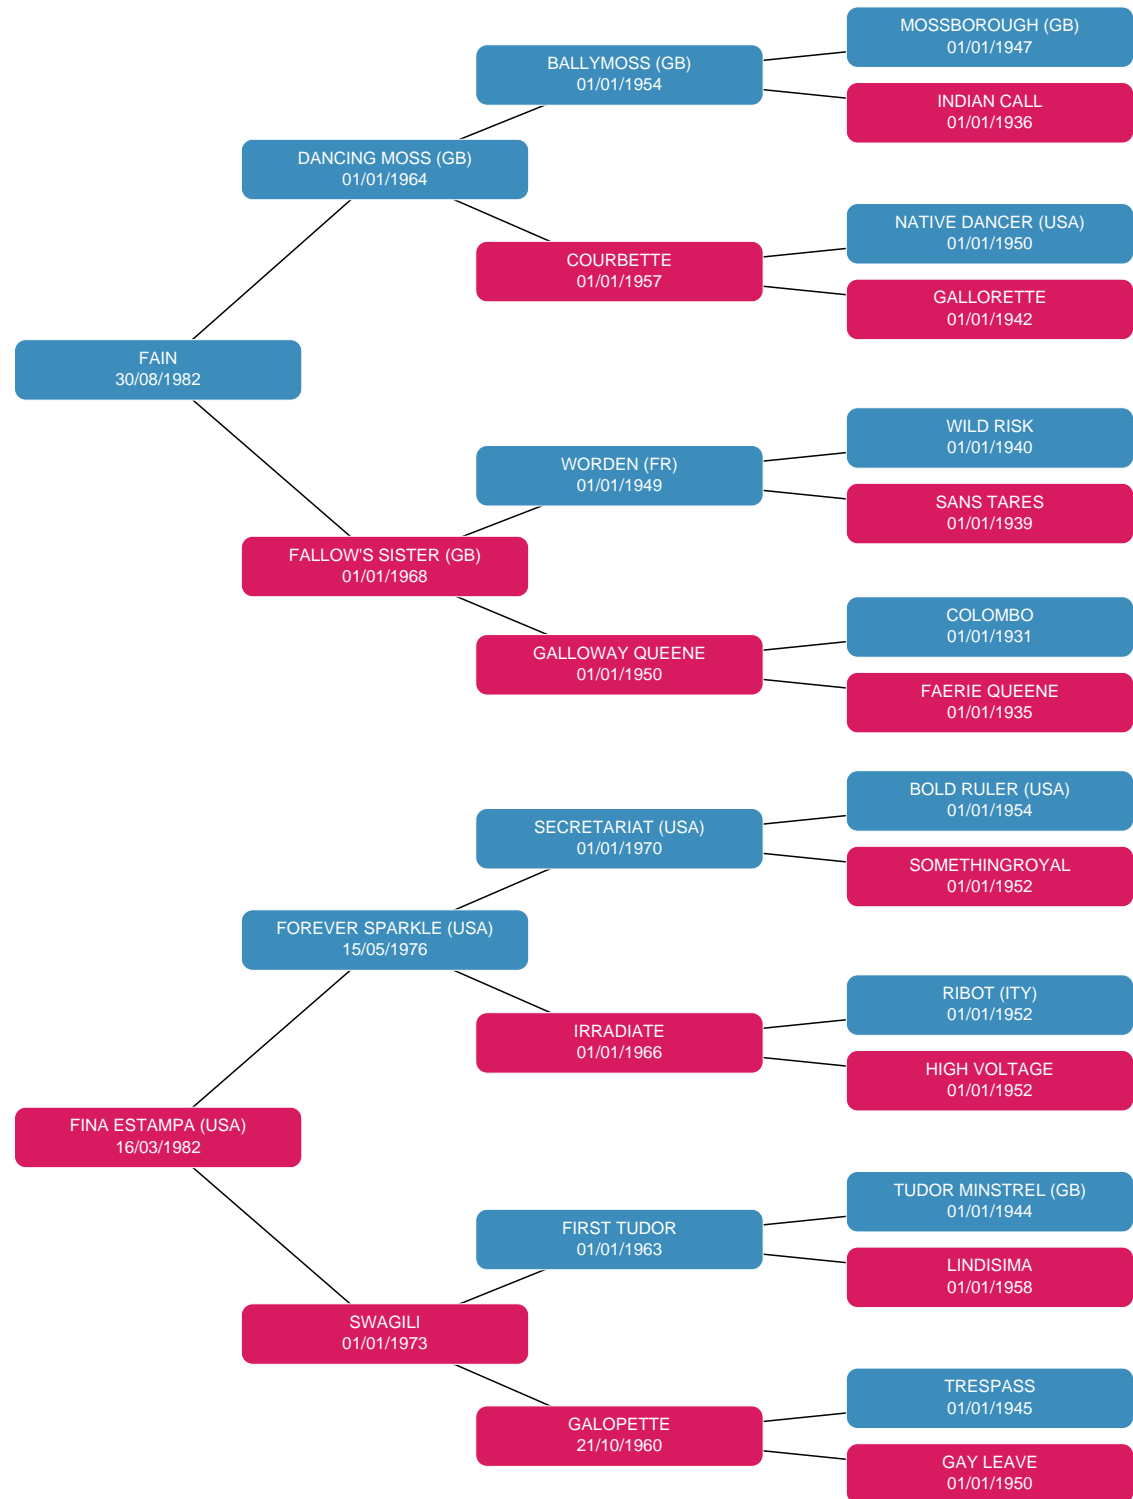 MOSSBOROUGH (GB)
01/01/1947
BALLYMOSS (GB)
01/01/1954
INDIAN CALL
01/01/1936
DANCING MOSS (GB)
01/01/1964
NATIVE DANCER (USA)
01/01/1950
COURBETTE
01/01/1957
GALLORETTE
01/01/1942
FAIN
30/08/1982
WILD RISK
01/01/1940
WORDEN (FR)
01/01/1949
SANS TARES
01/01/1939
FALLOW'S SISTER (GB)
01/01/1968
COLOMBO
01/01/1931
GALLOWAY QUEENE
01/01/1950
FAERIE QUEENE
01/01/1935
BOLD RULER (USA)
01/01/1954
SECRETARIAT (USA)
01/01/1970
SOMETHINGROYAL
01/01/1952
FOREVER SPARKLE (USA)
15/05/1976
RIBOT (ITY)
01/01/1952
IRRADIATE
01/01/1966
HIGH VOLTAGE
01/01/1952
FINA ESTAMPA (USA)
16/03/1982
TUDOR MINSTREL (GB)
01/01/1944
FIRST TUDOR
01/01/1963
LINDISIMA
01/01/1958
SWAGILI
01/01/1973
TRESPASS
01/01/1945
GALOPETTE
21/10/1960
GAY LEAVE
01/01/1950